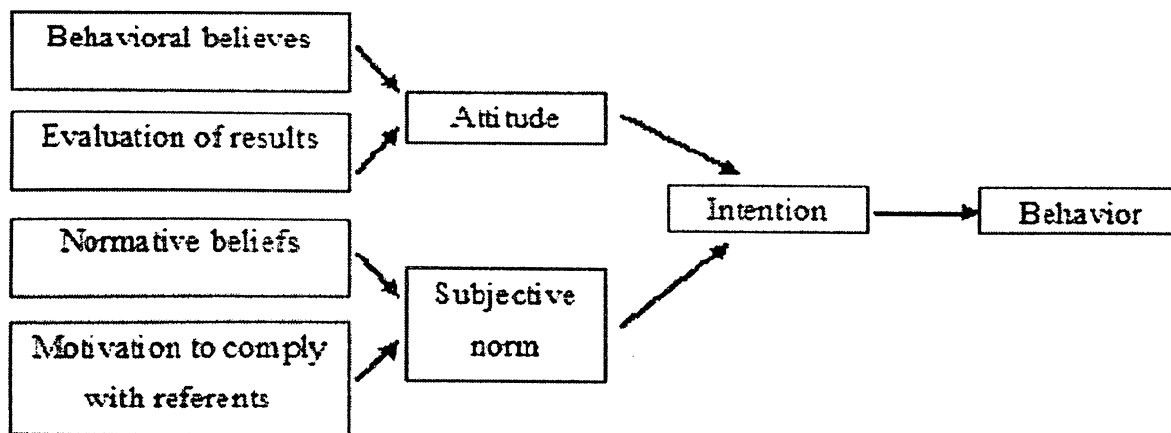 Behavioral believes
Evaluation of results
Attitude
Normative beliefs
Motivation to comply
with referents
Subjective
norm
Intention
Behavior